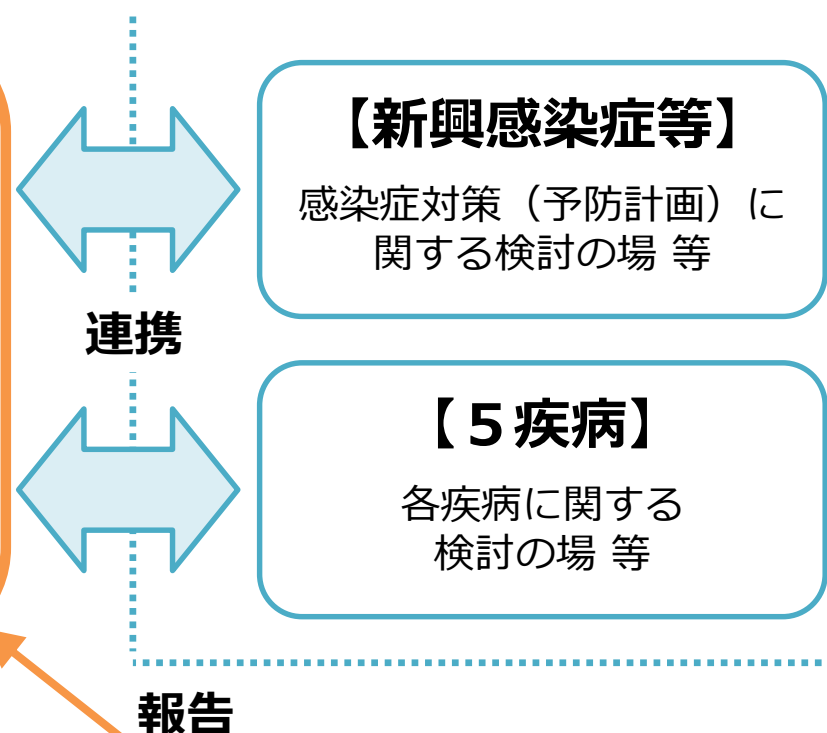 【新興感染症等】
感染症対策（予防計画）に
関する検討の場 等
連携
【５疾病】
各疾病に関する
検討の場 等
報告